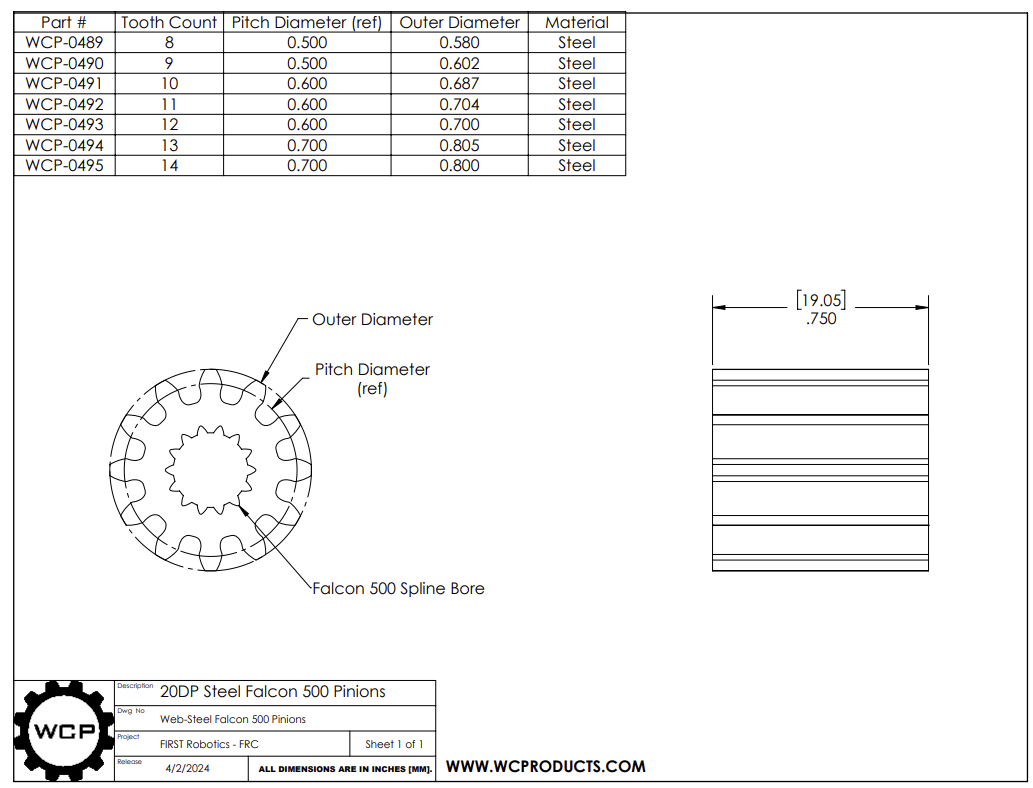 Part # Tooth Count Pitch Diameter (ref) Outer Diameter Material
WCP-0489 8 0.500 0.580 Steel
WCP-0490 9 0.500 0.602 Steel
WCP-0491 10 0.600 0.687 Steel
WCP-0492 11 0.600 0.704 Steel
WCP-0493 12 0.600 0.700 Steel
WCP-0494 13 0.700 0.805 Steel
WCP-0495 14 0.700 0.800 Steel
[19.05]
.750
Outer Diameter
Pitch Diameter
(ref)
Falcon 500 Spline Bore
WCP
Description 20DP Steel Falcon 500 Pinions
Dwg No Web-Steel Falcon 500 Pinions
Project FIRST Robotics - FRC Sheet 1 of 1
Release 4/2/2024 ALL DIMENSIONS ARE IN INCHES [MM].
WWW.WCPRODUCTS.COM